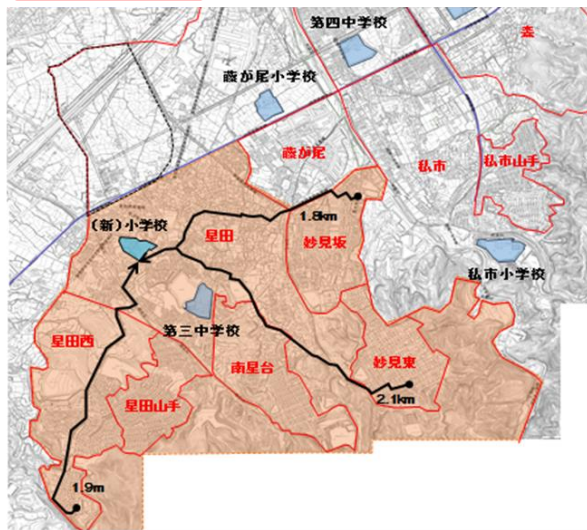 第四中学校
藤が尾小学校
藤が尾
私市
私市山手
(新)小学校
星田
1.8km
妙見坂
私市小学校
第三中学校
星田西
南星台
妙見東
星田山手
2.1km
1.9m